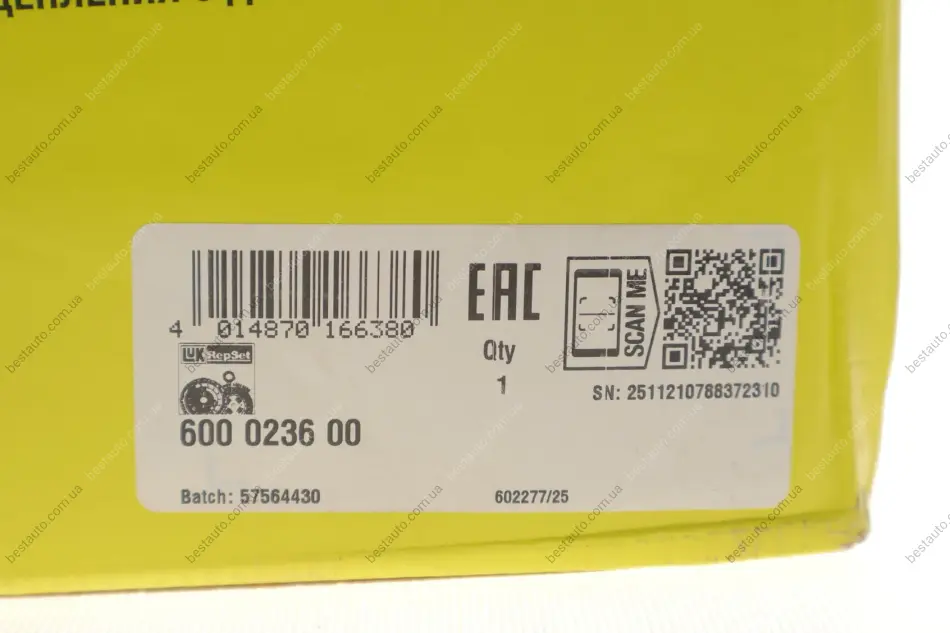 4 014870 166380
EAC
SCAN ME
LuK RepSet
Qty
1
SN: 2511210788372310
600 0236 00
Batch: 57564430
602277/25
bestauto.com.ua